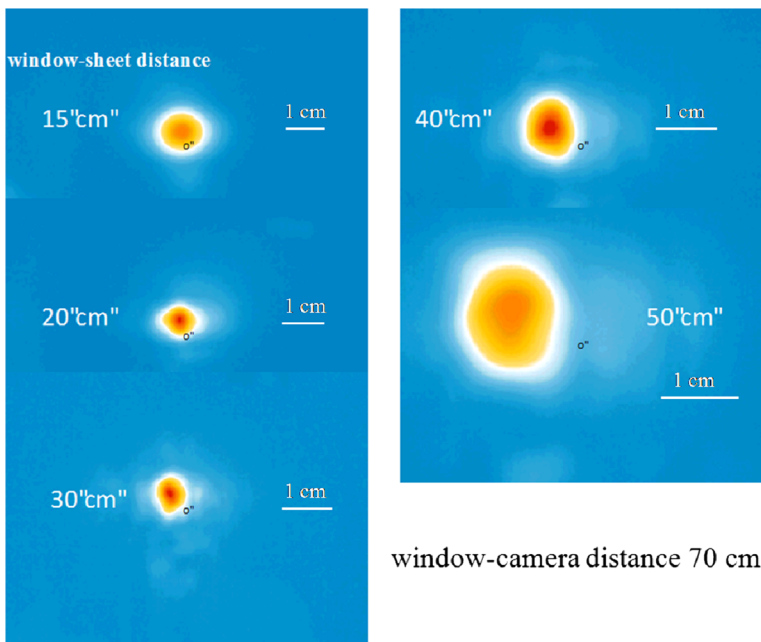 window-sheet distance
15"cm"
1 cm
o"
20"cm"
1 cm
o"
30"cm"
1 cm
o"
40"cm"
1 cm
o"
50"cm"
o"
1 cm
window-camera distance 70 cm